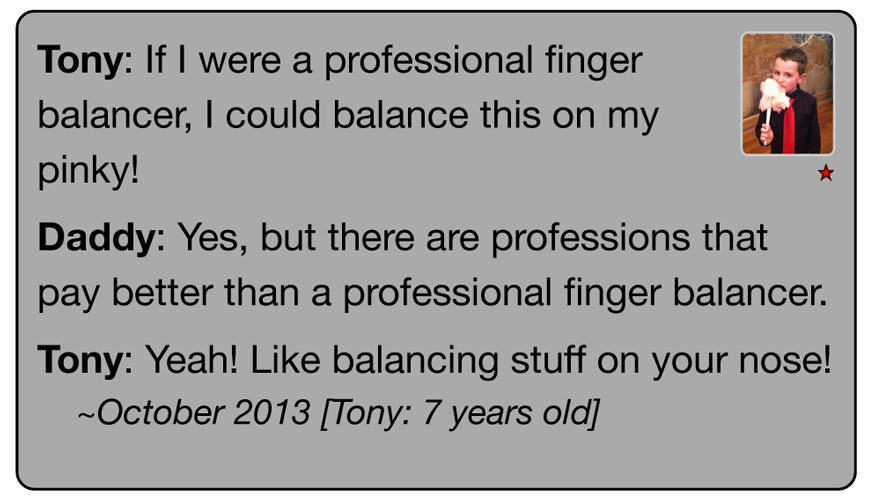 Tony: If I were a professional finger
balancer, I could balance this on my
pinky!
Daddy: Yes, but there are professions that
pay better than a professional finger balancer.
Tony: Yeah! Like balancing stuff on your nose!
~October 2013 [Tony: 7 years old]